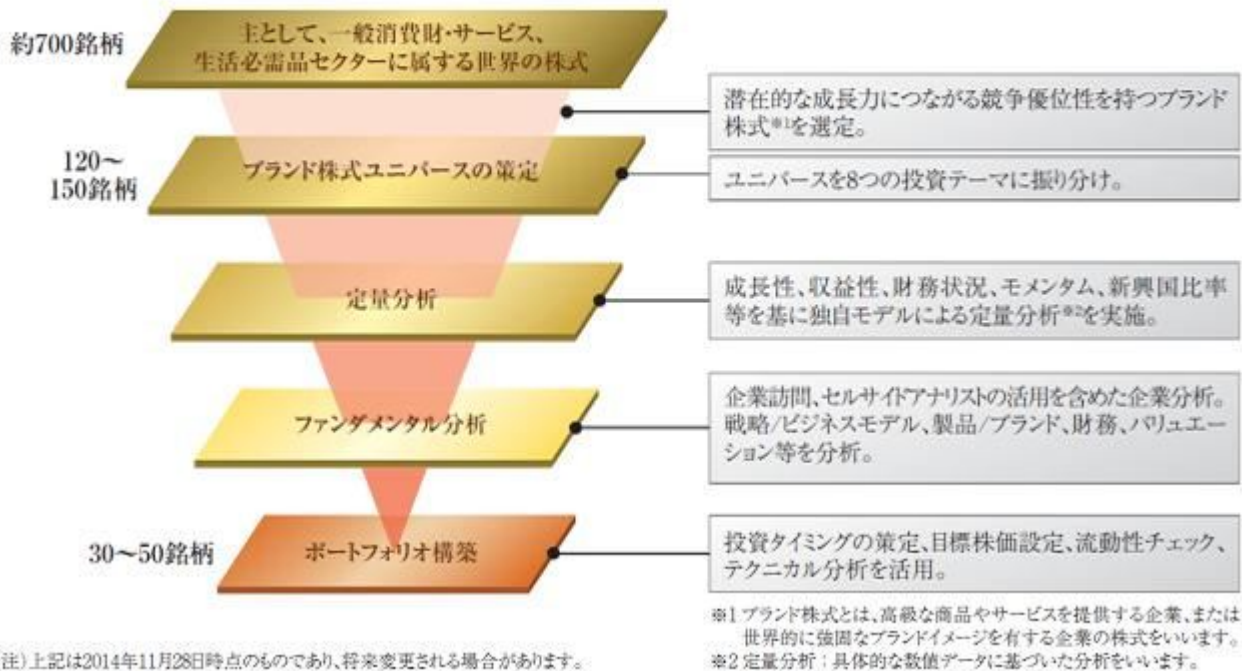 約700銘柄
主として、一般消費財・サービス、
生活必需品セクターに属する世界の株式
潜在的な成長力につながる競争優位性を持つブランド
株式※1を選定。
120～
150銘柄
ブランド株式ユニバースの策定
ユニバースを8つの投資テーマに振り分け。
定量分析
成長性、収益性、財務状況、モメンタム、新興国比率
等を基に独自モデルによる定量分析※2を実施。
ファンダメンタル分析
企業訪問、セルサイドアナリストの活用を含めた企業分析。
戦略/ビジネスモデル、製品/ブランド、財務、バリュエー
ション等を分析。
30～50銘柄
ポートフォリオ構築
投資タイミングの策定、目標株価設定、流動性チェック、
テクニカル分析を活用。
※1 ブランド株式とは、高級な商品やサービスを提供する企業、または
世界的に強固なブランドイメージを有する企業の株式をいいます。
※2 定量分析：具体的な数値データに基づいた分析をいいます。
注）上記は2014年11月28日時点のものであり、将来変更される場合があります。